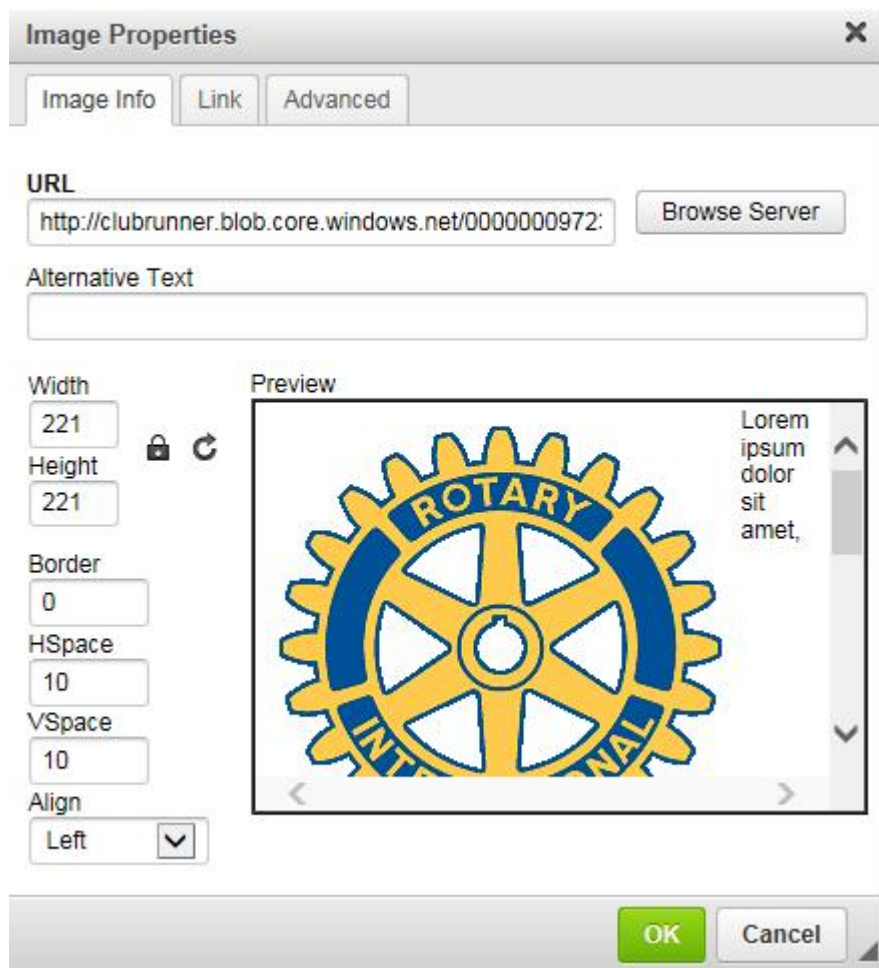 Image Properties
Image Info Link Advanced
URL
http://clubrunner.blob.core.windows.net/0000000972: Browse Server
Alternative Text
Width
221
Height
221
Border
0
HSpace
10
VSpace
10
Align
Left
Preview
ROTARY
Lorem
ipsum
dolor
sit
amet,
OK Cancel